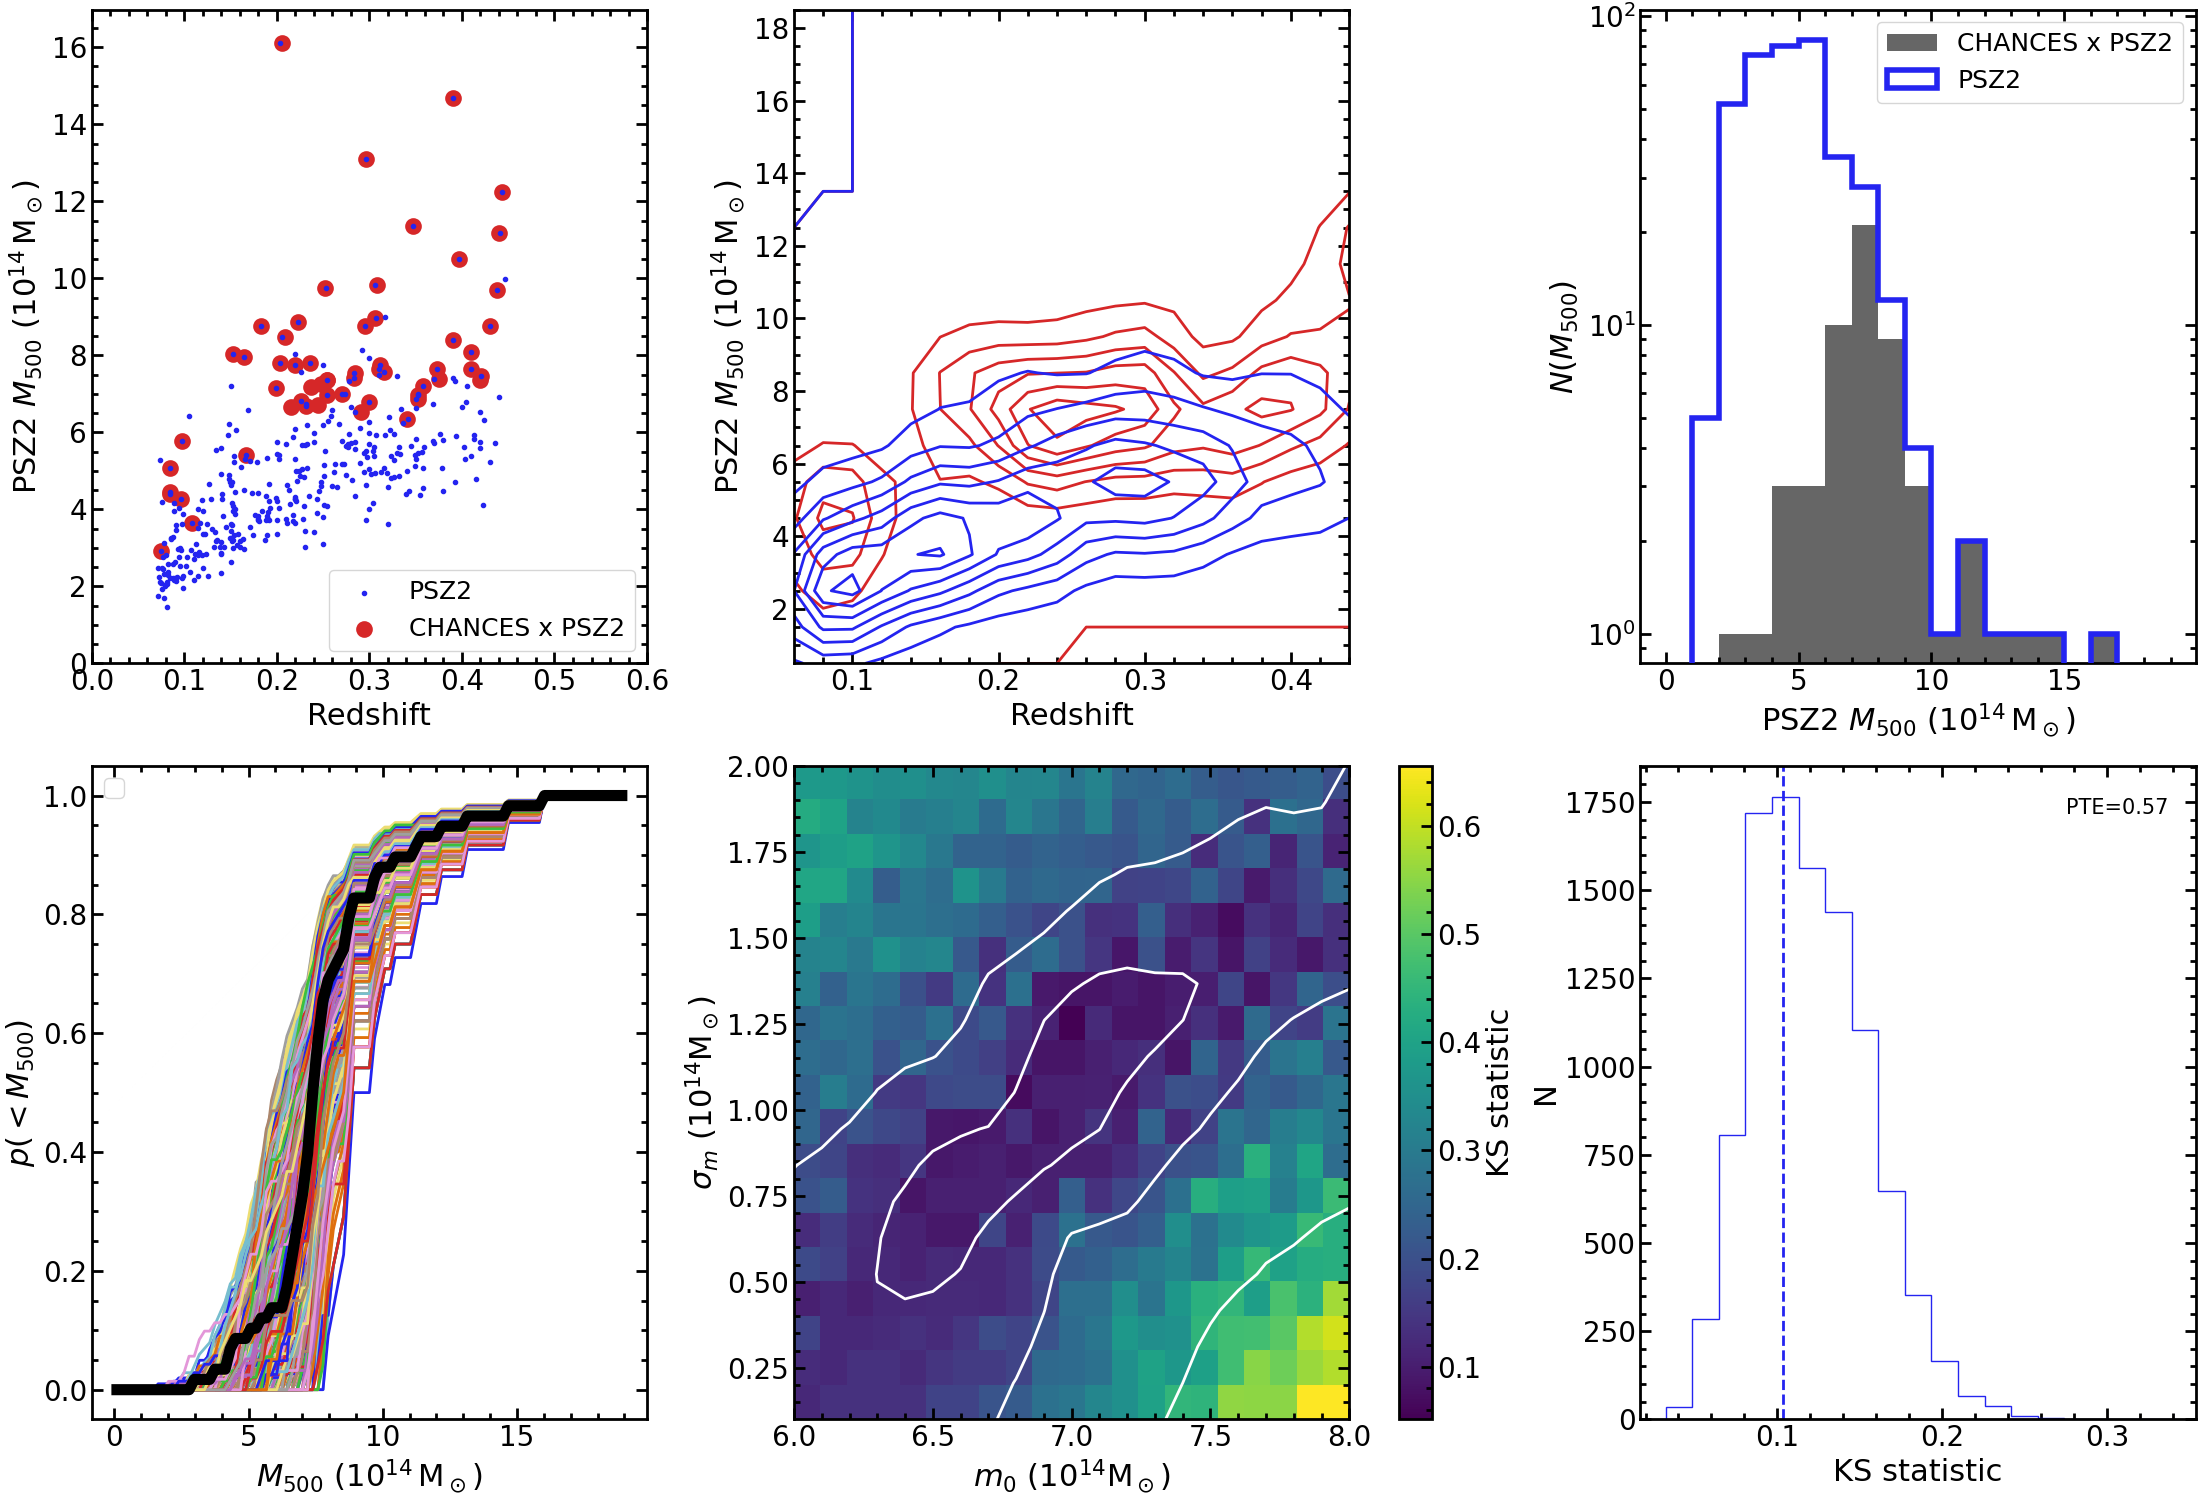 16
14
12
10
8
6
4
2
0
PSZ2 M500 (10^14 M⊙)
0.0 0.1 0.2 0.3 0.4 0.5 0.6
Redshift
PSZ2
CHANCES x PSZ2
18
16
14
12
10
8
6
4
2
PSZ2 M500 (10^14 M⊙)
0.1 0.2 0.3 0.4
Redshift
10^2
10^1
10^0
N(M500)
CHANCES x PSZ2
PSZ2
0 5 10 15
PSZ2 M500 (10^14 M⊙)
1.0
0.8
0.6
0.4
0.2
0.0
p(< M500)
0 5 10 15
M500 (10^14 M⊙)
2.00
1.75
1.50
1.25
1.00
0.75
0.50
0.25
σm (10^14 M⊙)
6.0 6.5 7.0 7.5 8.0
m0 (10^14 M⊙)
0.6
0.5
0.4
0.3
0.2
0.1
KS statistic
1750
1500
1250
1000
750
500
250
0
N
PTE=0.57
0.1 0.2 0.3
KS statistic